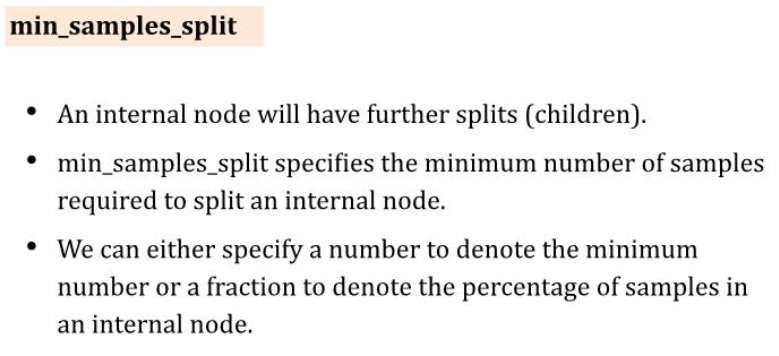 min_samples_split
• An internal node will have further splits (children).
• min_samples_split specifies the minimum number of samples
required to split an internal node.
• We can either specify a number to denote the minimum
number or a fraction to denote the percentage of samples in
an internal node.